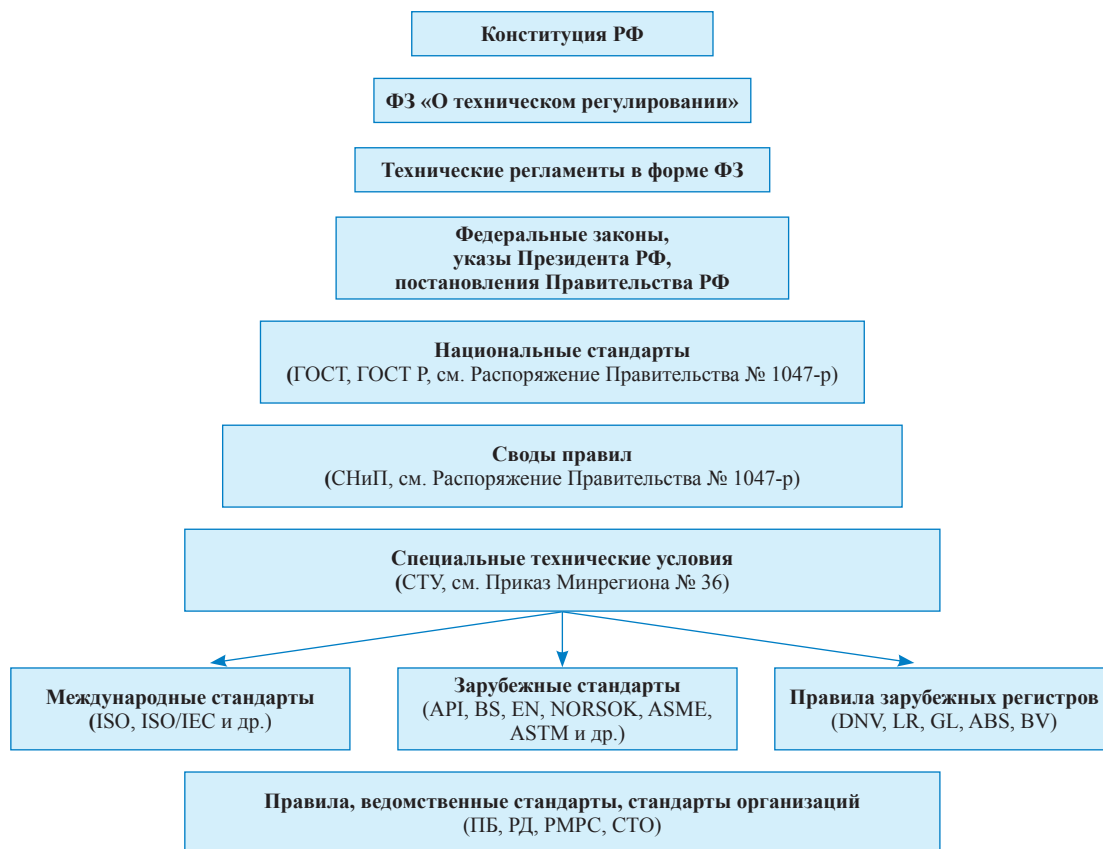 Конституция РФ
ФЗ «О техническом регулировании»
Технические регламенты в форме ФЗ
Федеральные законы,
указы Президента РФ,
постановления Правительства РФ
Национальные стандарты
(ГОСТ, ГОСТ Р, см. Распоряжение Правительства № 1047-р)
Своды правил
(СНиП, см. Распоряжение Правительства № 1047-р)
Специальные технические условия
(СТУ, см. Приказ Минрегиона № 36)
Международные стандарты
(ISO, ISO/IEC и др.)
Зарубежные стандарты
(API, BS, EN, NORSOK, ASME,
ASTM и др.)
Правила зарубежных регистров
(DNV, LR, GL, ABS, BV)
Правила, ведомственные стандарты, стандарты организаций
(ПБ, РД, РМРС, СТО)